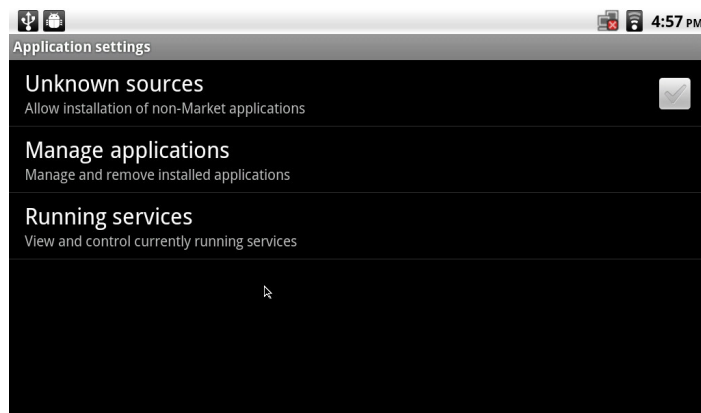 4:57 PM
Application settings
Unknown sources
Allow installation of non-Market applications
Manage applications
Manage and remove installed applications
Running services
View and control currently running services